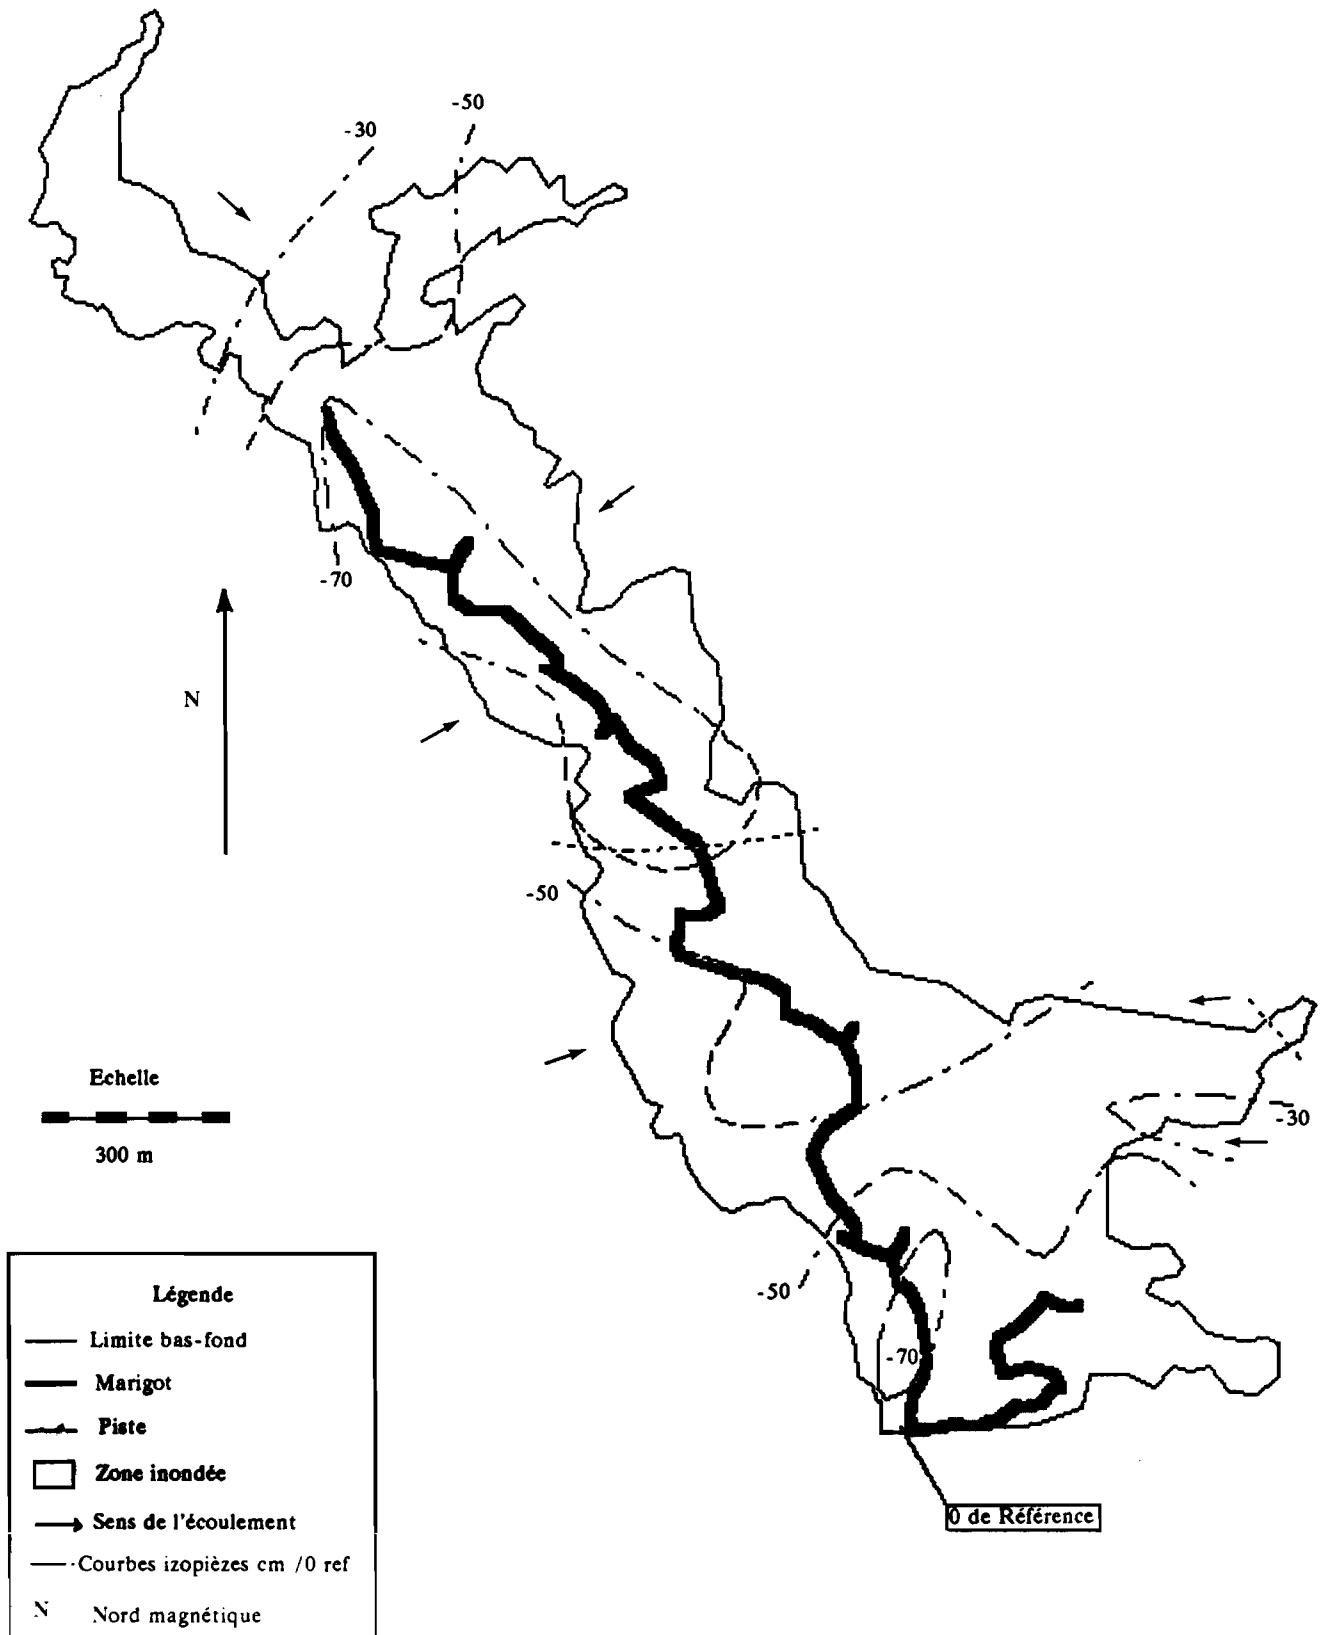 -50
-30
-70
N
-50
Echelle
300 m
-30
-50
-70
0 de Référence
Légende
Limite bas-fond
Marigot
Piste
Zone inondée
Sens de l'écoulement
Courbes izopièzes cm /0 ref
N Nord magnétique